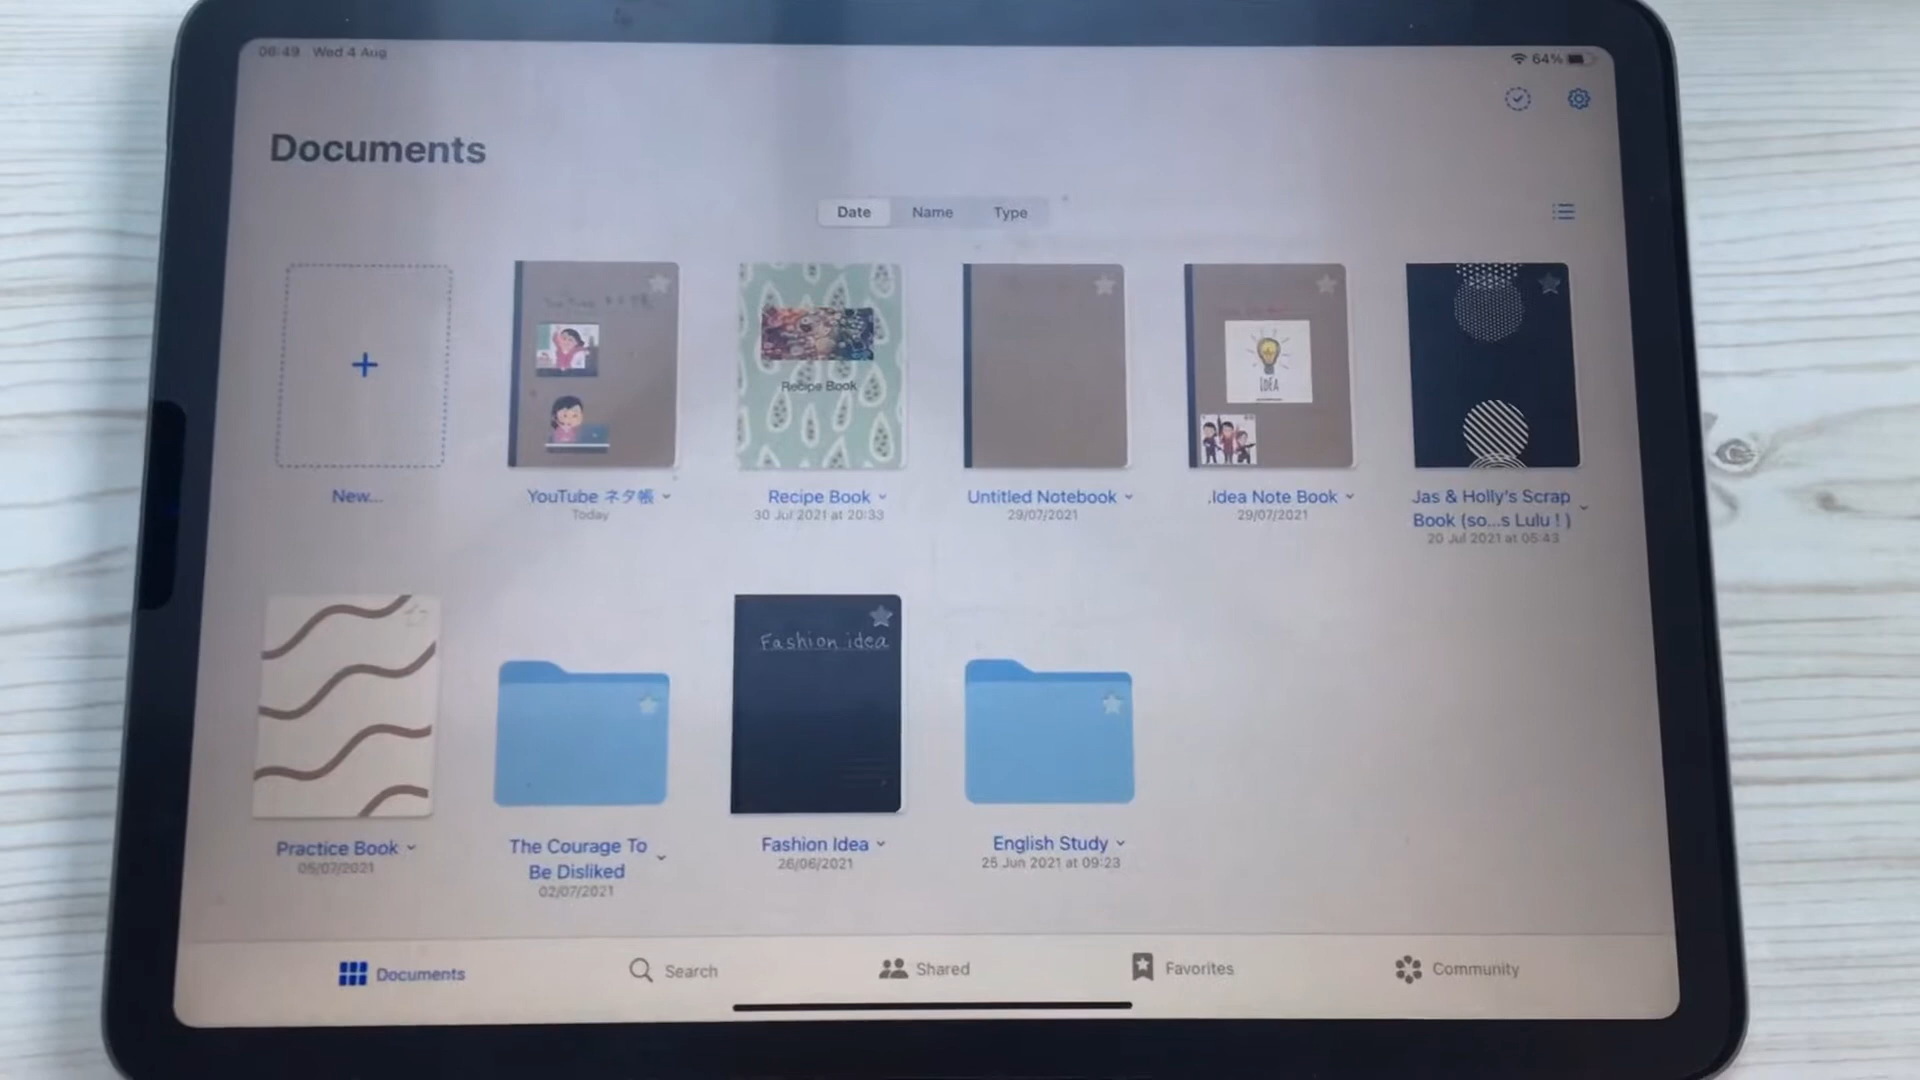 06:49 Wed 4 Aug
64%
Documents
Date Name Type
Recipe Book
IDEA
New...
YouTube ネタ帳
Today
Recipe Book
30 Jul 2021 at 20:33
Untitled Notebook
29/07/2021
.Idea Note Book
29/07/2021
Jas & Holly's Scrap
Book (so...s Lulu ! )
20 Jul 2021 at 05:43
Fashion idea
Practice Book
05/07/2021
The Courage To
Be Disliked
02/07/2021
Fashion Idea
26/06/2021
English Study
25 Jun 2021 at 09:23
Documents Search Shared Favorites Community